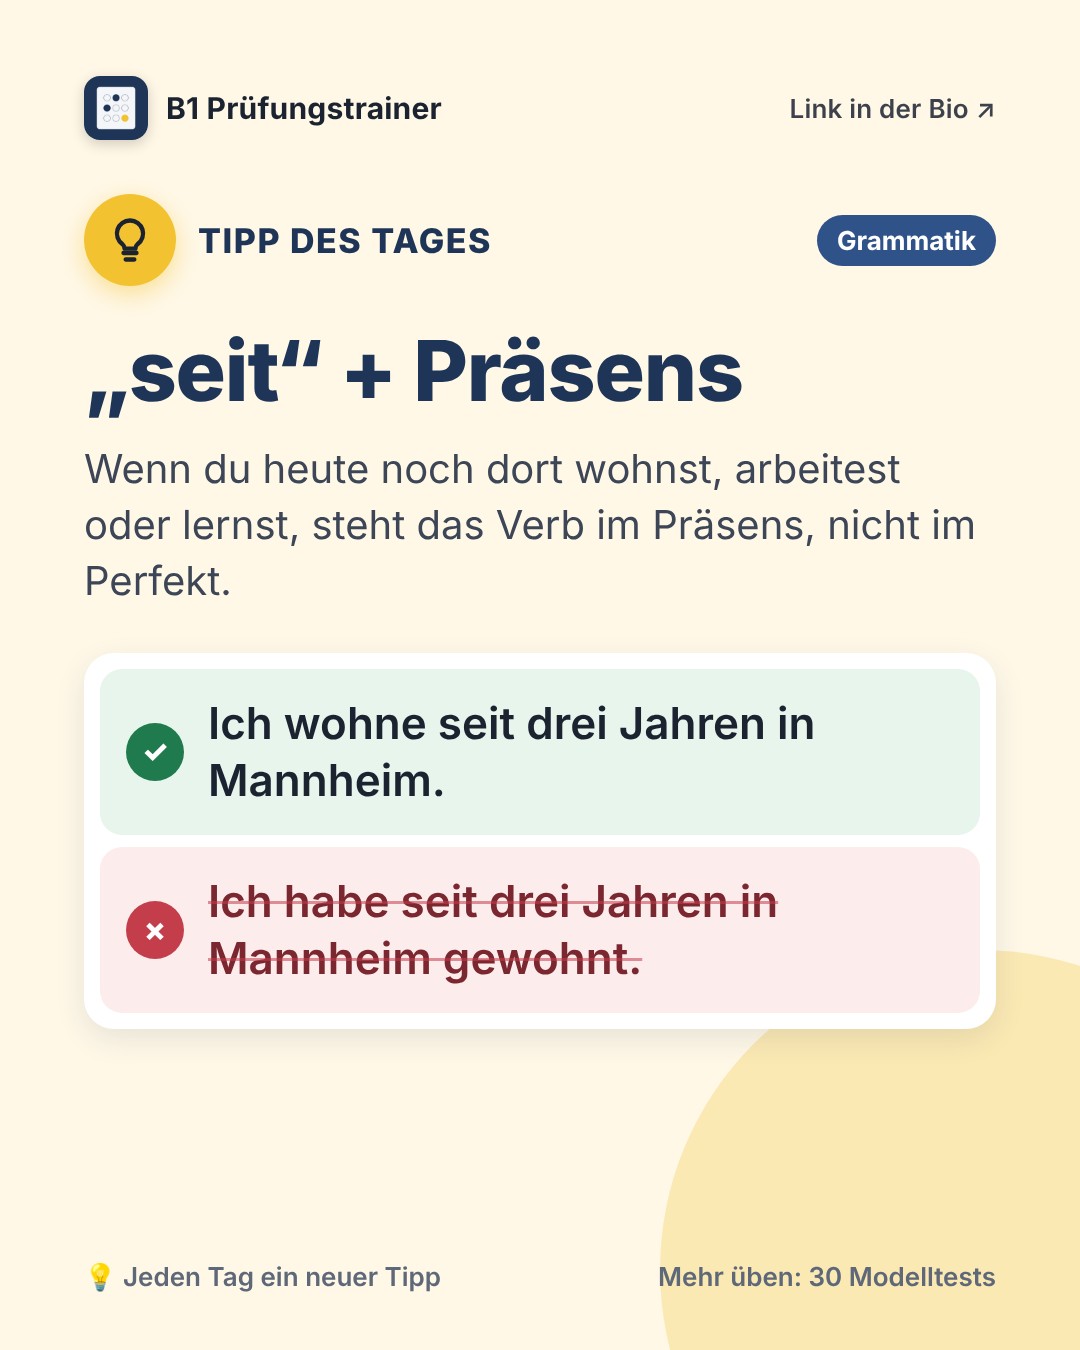 B1 Prüfungstrainer
Link in der Bio ↗
TIPP DES TAGES
Grammatik
„seit“ + Präsens
Wenn du heute noch dort wohnst, arbeitest
oder lernst, steht das Verb im Präsens, nicht im
Perfekt.
Ich wohne seit drei Jahren in
Mannheim.
Ich habe seit drei Jahren in
Mannheim gewohnt.
💡 Jeden Tag ein neuer Tipp
Mehr üben: 30 Modelltests